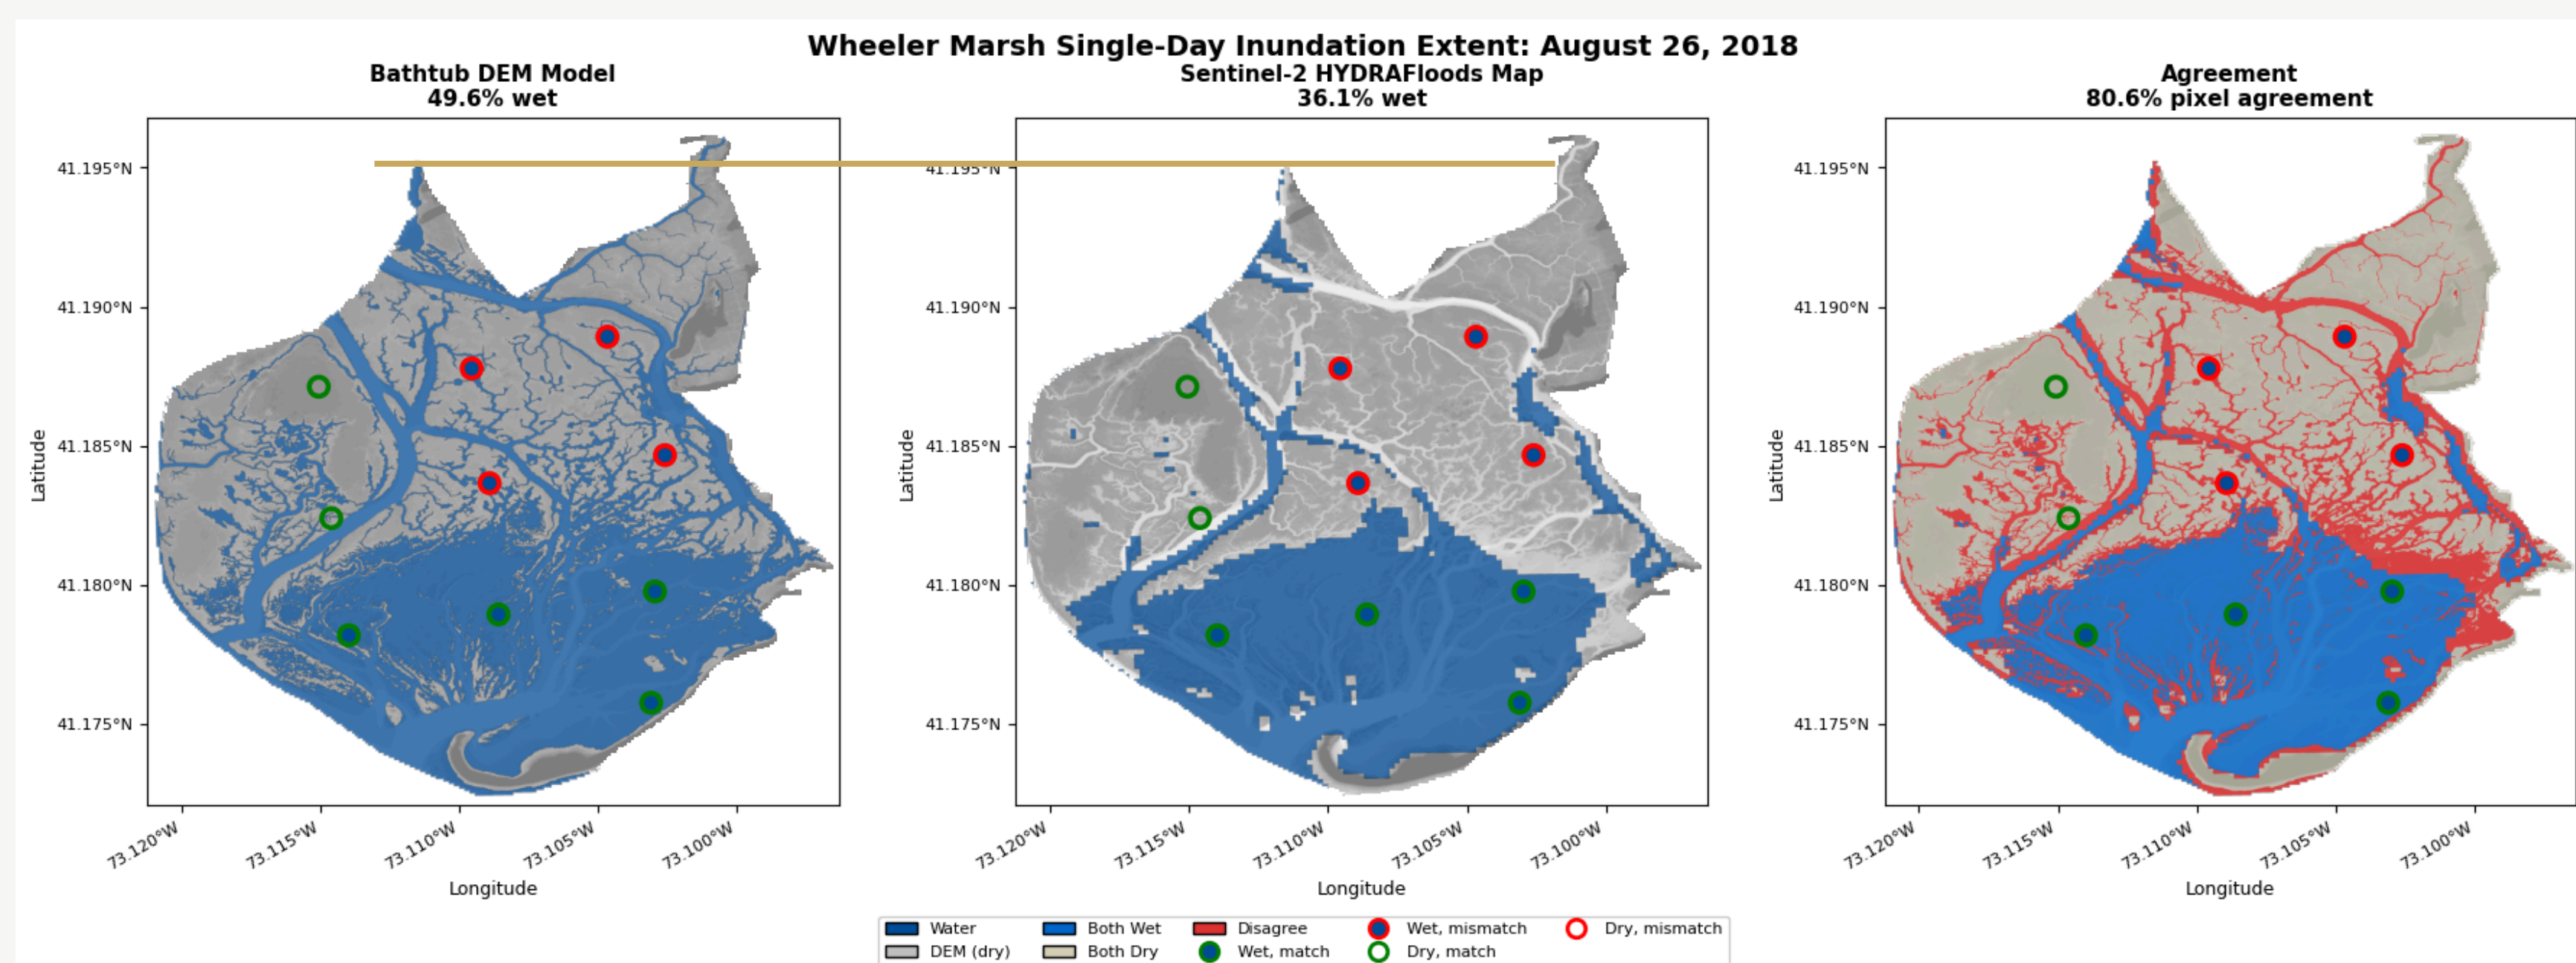 Wheeler Marsh Single-Day Inundation Extent: August 26, 2018
Bathtub DEM Model
49.6% wet
Sentinel-2 HYDRAFloods Map
36.1% wet
Agreement
80.6% pixel agreement
Latitude
41.195°N
41.190°N
41.185°N
41.180°N
41.175°N
73.120°W
73.115°W
73.110°W
73.105°W
73.100°W
Longitude
Latitude
41.195°N
41.190°N
41.185°N
41.180°N
41.175°N
73.120°W
73.115°W
73.110°W
73.105°W
73.100°W
Longitude
Latitude
41.195°N
41.190°N
41.185°N
41.180°N
41.175°N
73.120°W
73.115°W
73.110°W
73.105°W
73.100°W
Longitude
Water
DEM (dry)
Both Wet
Both Dry
Disagree
Wet, match
Wet, mismatch
Dry, match
Dry, mismatch